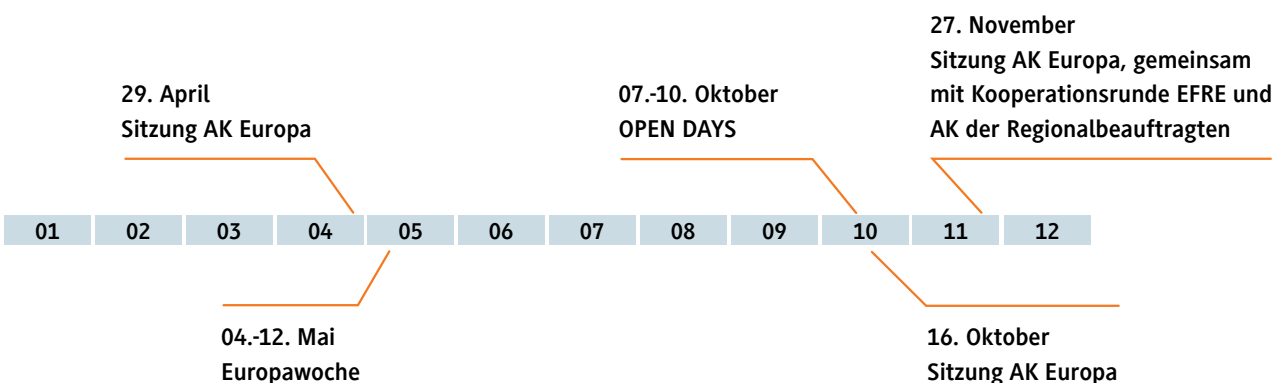 27. November
Sitzung AK Europa, gemeinsam
mit Kooperationsrunde EFRE und
AK der Regionalbeauftragten
29. April
Sitzung AK Europa
07.-10. Oktober
OPEN DAYS
01 02 03 04 05 06 07 08 09 10 11 12
04.-12. Mai
Europawoche
16. Oktober
Sitzung AK Europa